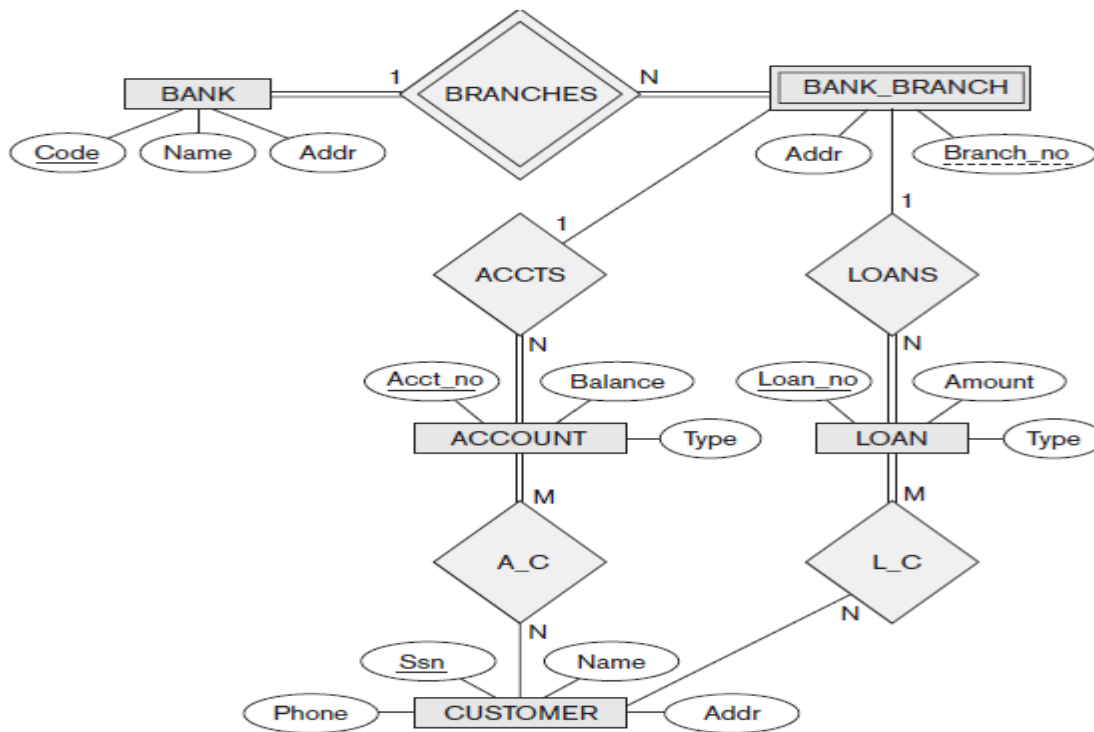 1
N
BANK
BRANCHES
BANK_BRANCH
Code
Name
Addr
Addr
Branch_no
1
1
ACCTS
LOANS
N
N
Acct_no
Balance
Loan_no
Amount
ACCOUNT
Type
LOAN
Type
M
M
A_C
L_C
N
N
Ssn
Name
Phone
CUSTOMER
Addr